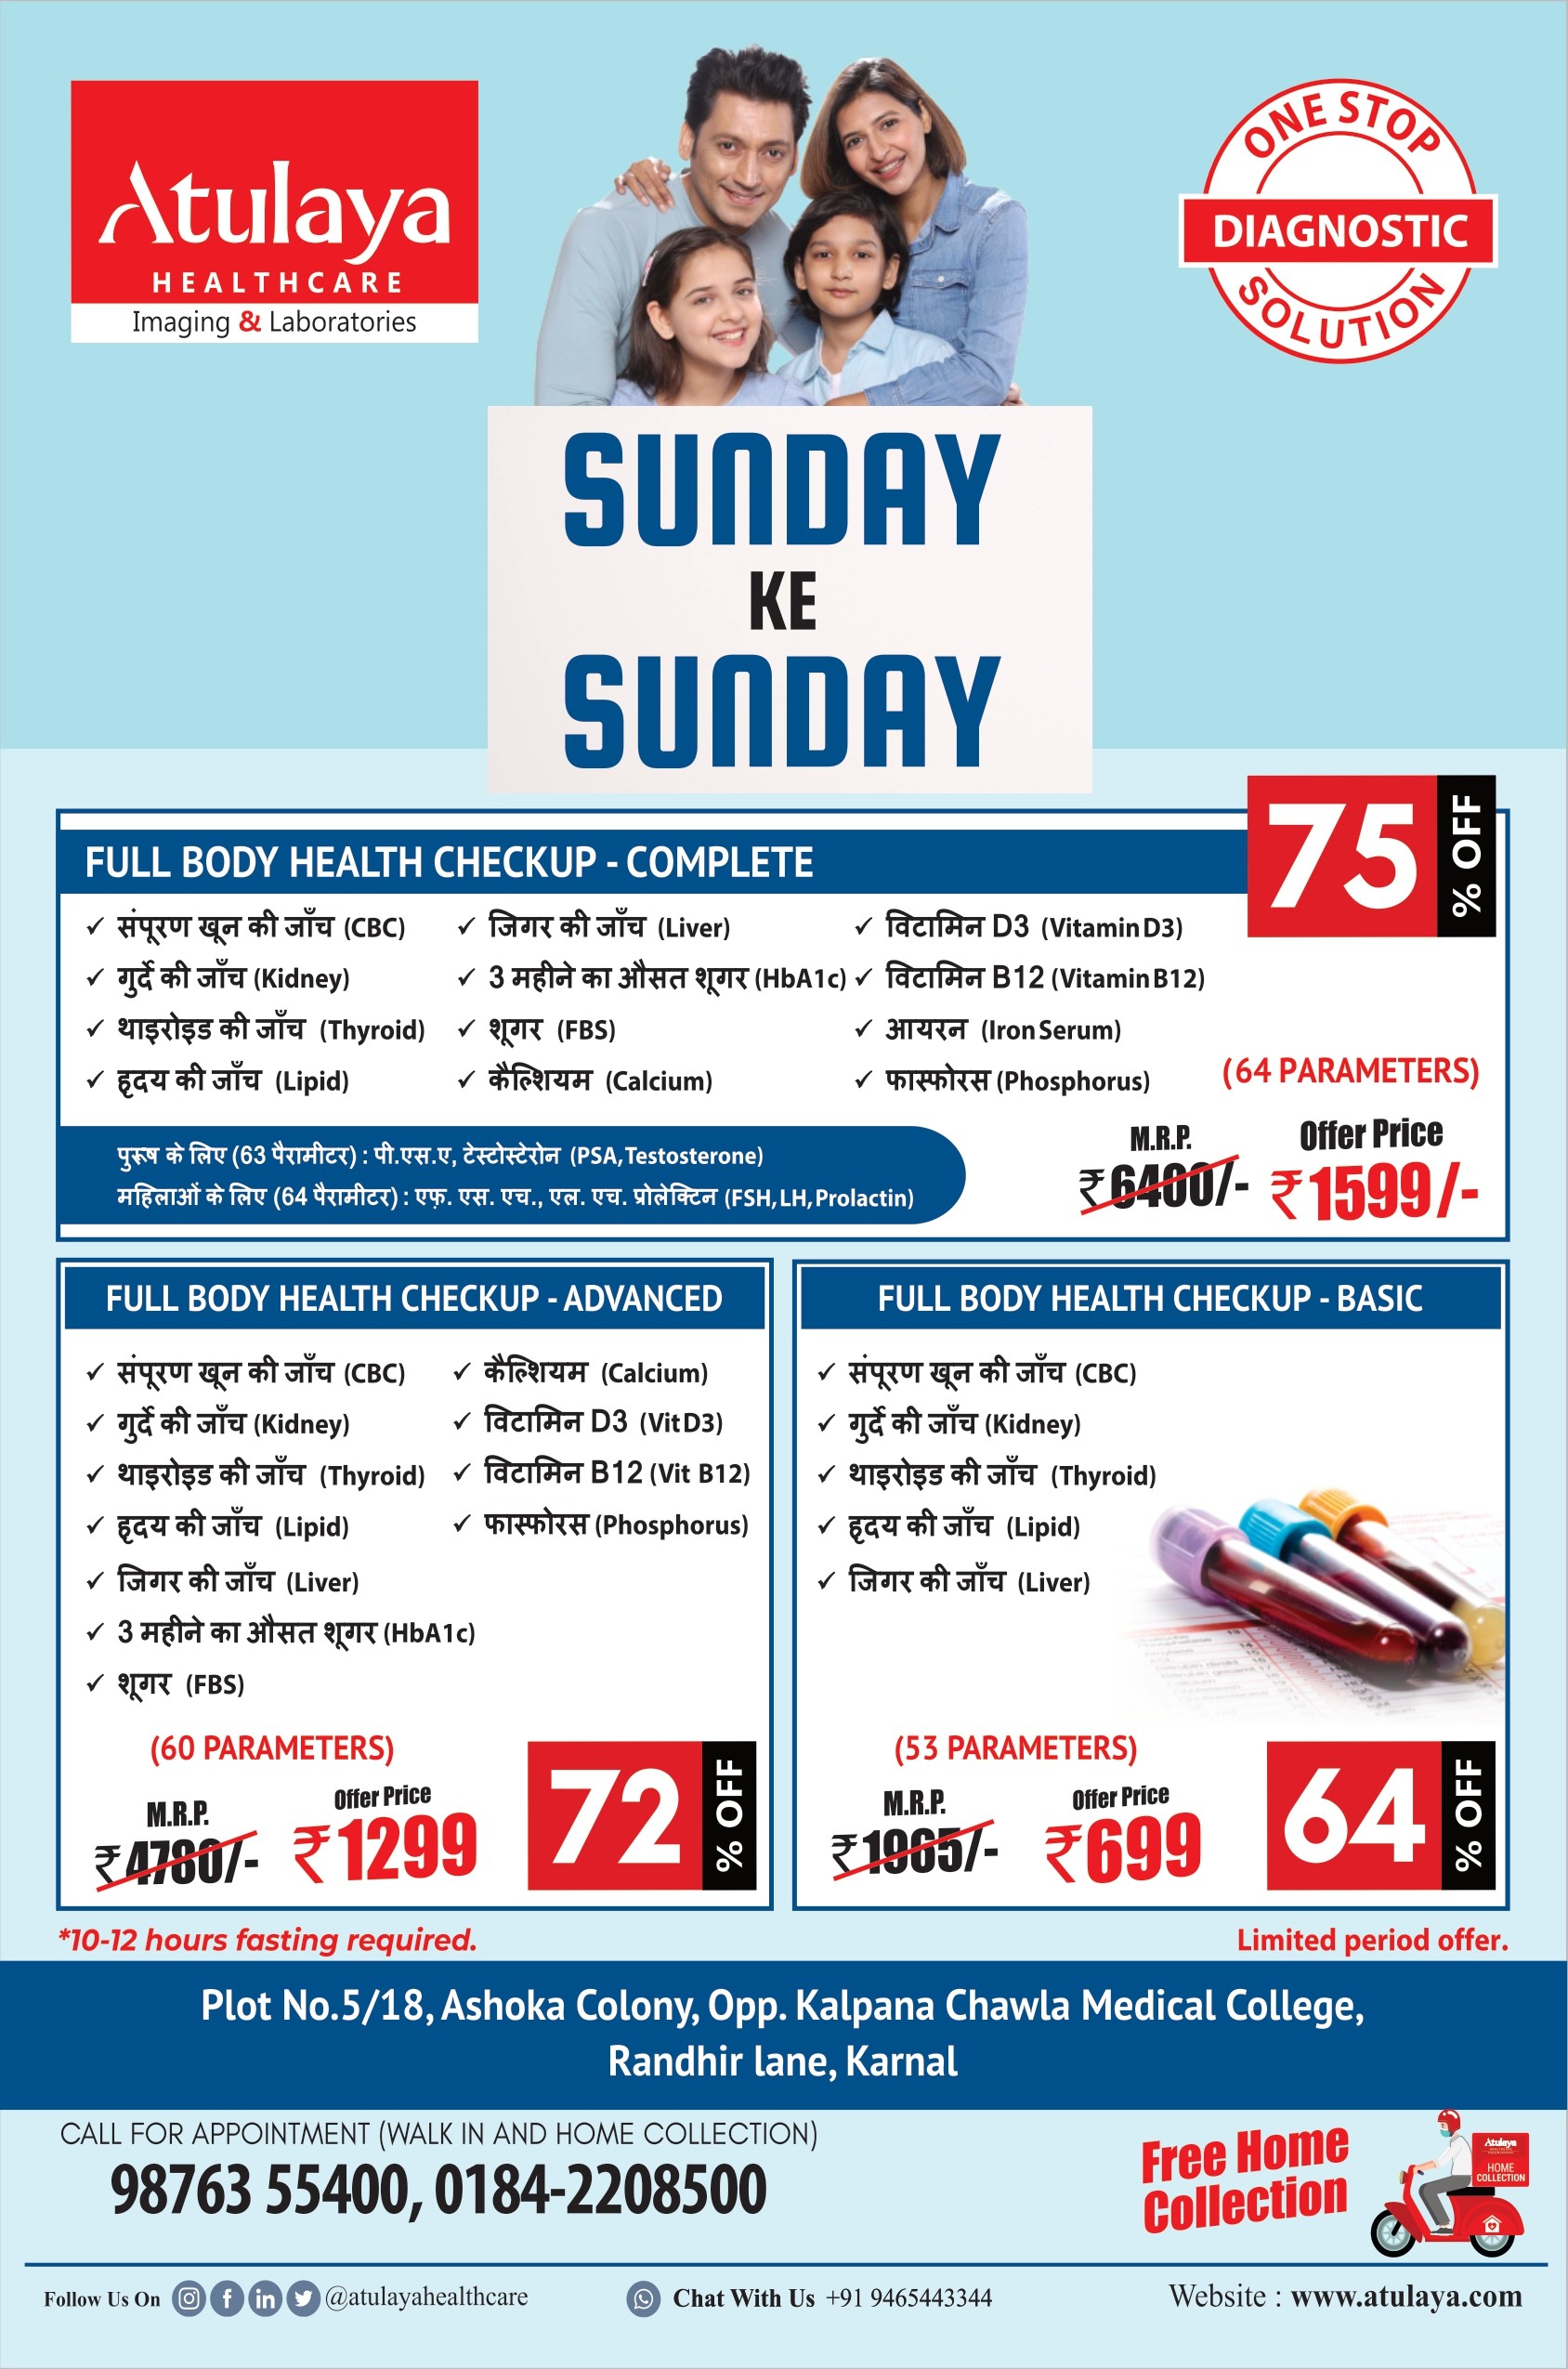 Atulaya
HEALTHCARE
Imaging & Laboratories
ONE STOP
DIAGNOSTIC
SOLUTION
SUNDAY
KE
SUNDAY
75 % OFF
FULL BODY HEALTH CHECKUP - COMPLETE
✓ संपूरण खून की जाँच (CBC)
✓ गुर्दे की जाँच (Kidney)
✓ थाइरोइड की जाँच (Thyroid)
✓ हृदय की जाँच (Lipid)
✓ जिगर की जाँच (Liver)
✓ 3 महीने का औसत शूगर (HbA1c)
✓ शूगर (FBS)
✓ कैल्शियम (Calcium)
✓ विटामिन D3 (Vitamin D3)
✓ विटामिन B12 (Vitamin B12)
✓ आयरन (Iron Serum)
✓ फास्फोरस (Phosphorus)
(64 PARAMETERS)
पुरूष के लिए (63 पैरामीटर) : पी.एस.ए, टेस्टोस्टेरोन (PSA, Testosterone)
महिलाओं के लिए (64 पैरामीटर) : एफ़. एस. एच., एल. एच. प्रोलेक्टिन (FSH, LH, Prolactin)
M.R.P.
₹6400/-
Offer Price
₹1599/-
FULL BODY HEALTH CHECKUP - ADVANCED
✓ संपूरण खून की जाँच (CBC)
✓ गुर्दे की जाँच (Kidney)
✓ थाइरोइड की जाँच (Thyroid)
✓ हृदय की जाँच (Lipid)
✓ जिगर की जाँच (Liver)
✓ 3 महीने का औसत शूगर (HbA1c)
✓ शूगर (FBS)
✓ कैल्शियम (Calcium)
✓ विटामिन D3 (Vit D3)
✓ विटामिन B12 (Vit B12)
✓ फास्फोरस (Phosphorus)
(60 PARAMETERS)
M.R.P.
₹4780/-
Offer Price
₹1299
72 % OFF
FULL BODY HEALTH CHECKUP - BASIC
✓ संपूरण खून की जाँच (CBC)
✓ गुर्दे की जाँच (Kidney)
✓ थाइरोइड की जाँच (Thyroid)
✓ हृदय की जाँच (Lipid)
✓ जिगर की जाँच (Liver)
(53 PARAMETERS)
M.R.P.
₹1965/-
Offer Price
₹699
64 % OFF
*10-12 hours fasting required.
Limited period offer.
Plot No.5/18, Ashoka Colony, Opp. Kalpana Chawla Medical College,
Randhir lane, Karnal
CALL FOR APPOINTMENT (WALK IN AND HOME COLLECTION)
98763 55400, 0184-2208500
Free Home
Collection
Atulaya
HOME
COLLECTION
Follow Us On @atulayahealthcare
Chat With Us +91 9465443344
Website : www.atulaya.com